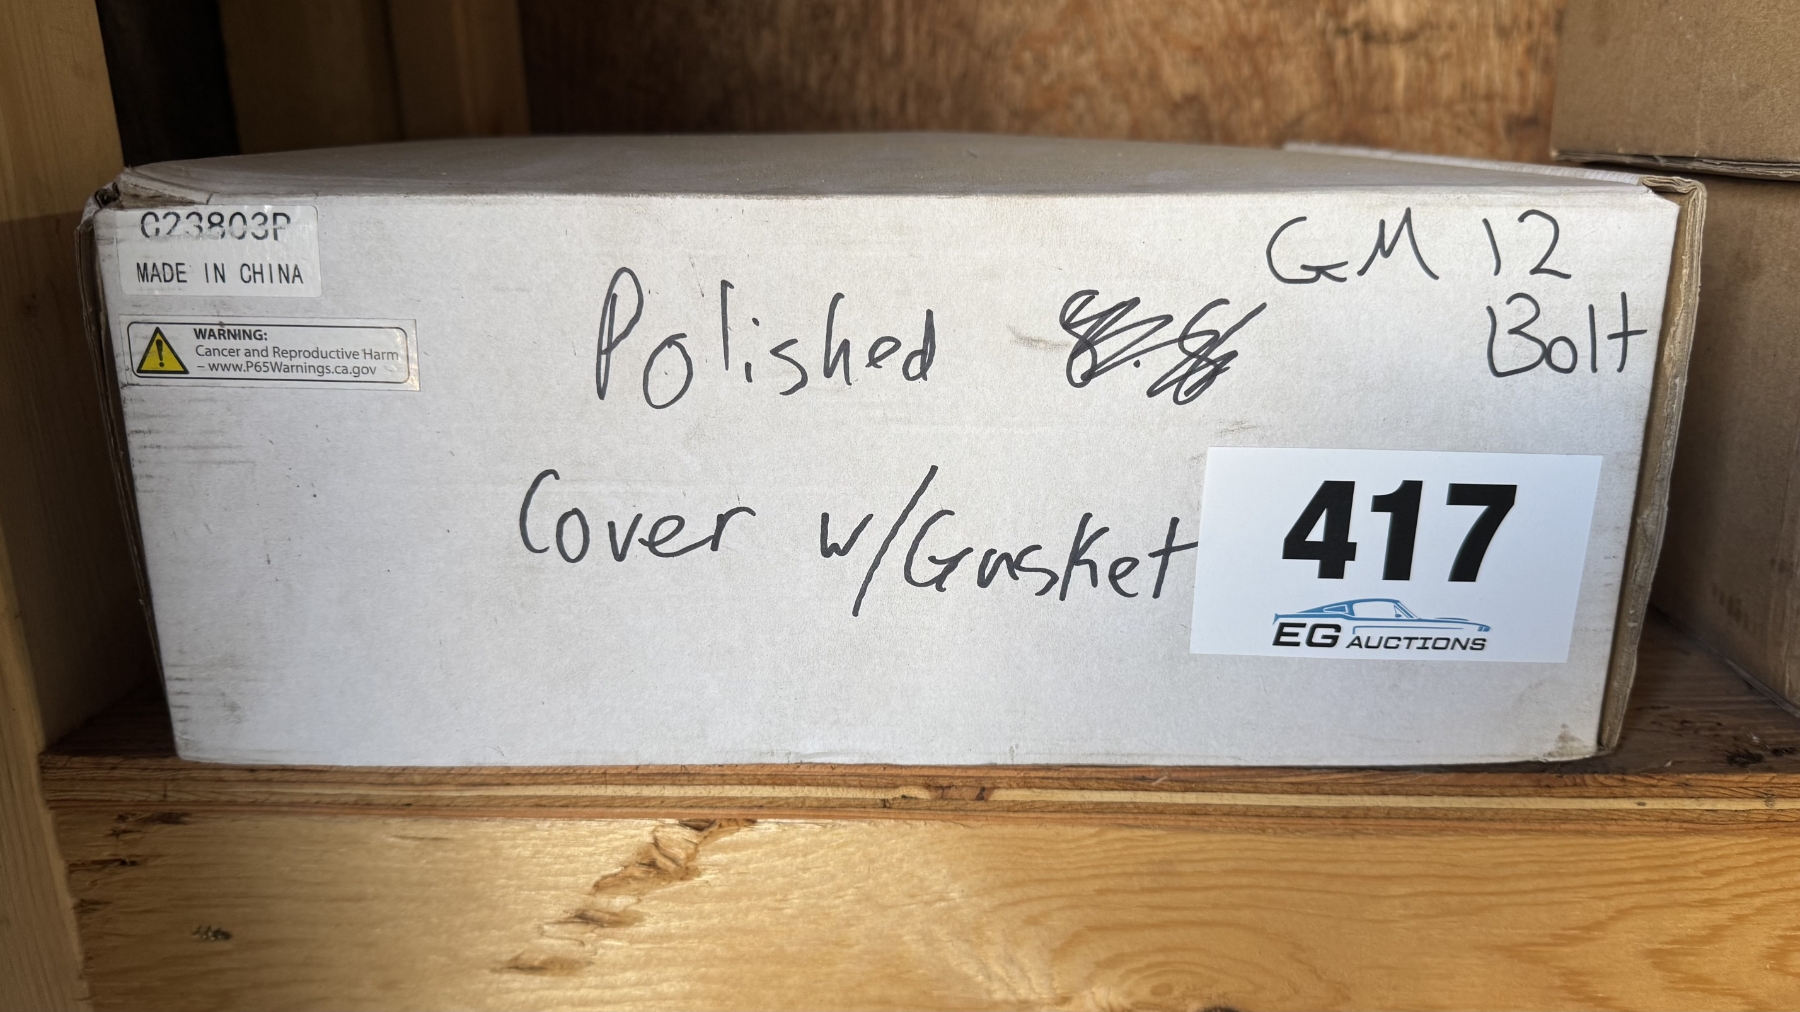 C23803P
MADE IN CHINA
WARNING:
Cancer and Reproductive Harm
– www.P65Warnings.ca.gov
GM 12
Bolt
Polished
Cover w/Gasket
417
EG AUCTIONS